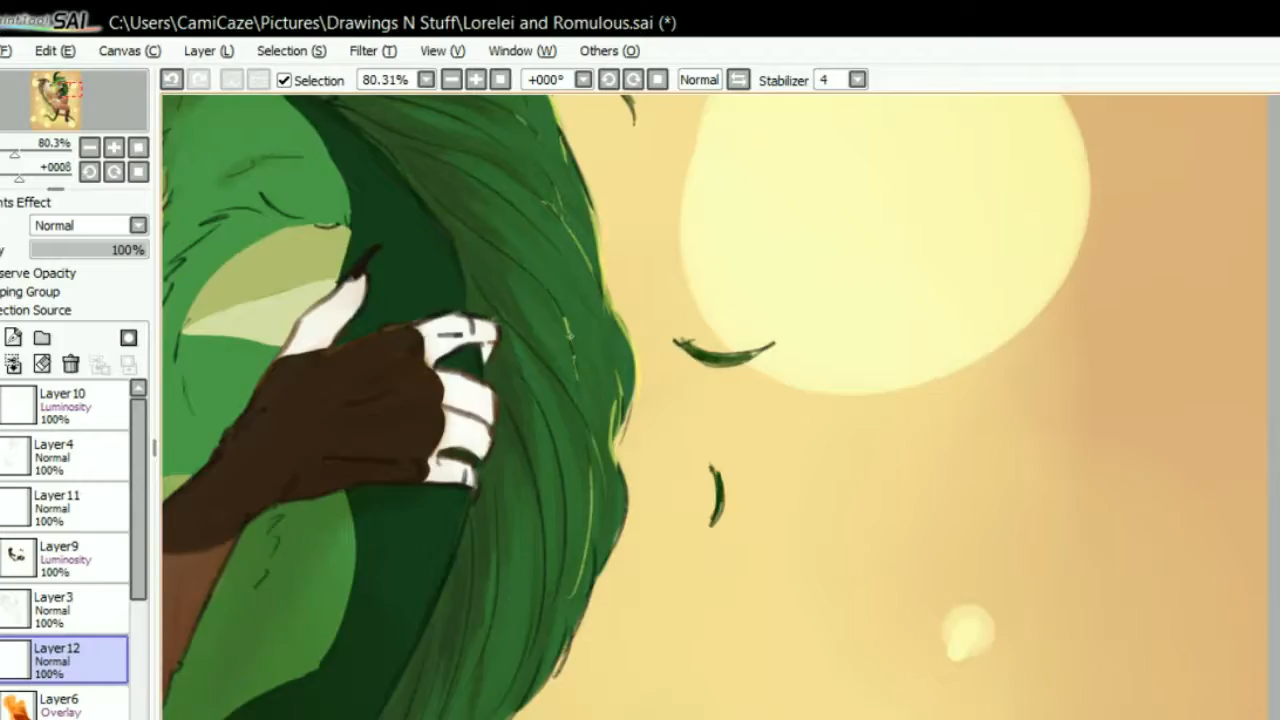 PaintTool SAI C:\Users\CamiCaze\Pictures\Drawings N Stuff\Lorelei and Romulous.sai (*)
(F) Edit (E) Canvas (C) Layer (L) Selection (S) Filter (T) View (V) Window (W) Others (O)
Selection 80.31% +000° Normal Stabilizer 4
80.3%
+000
nts Effect
Normal
100%
serve Opacity
ping Group
ection Source
Layer10
Luminosity
100%
Layer4
Normal
100%
Layer11
Normal
100%
Layer9
Luminosity
100%
Layer3
Normal
100%
Layer12
Normal
100%
Layer6
Overlay